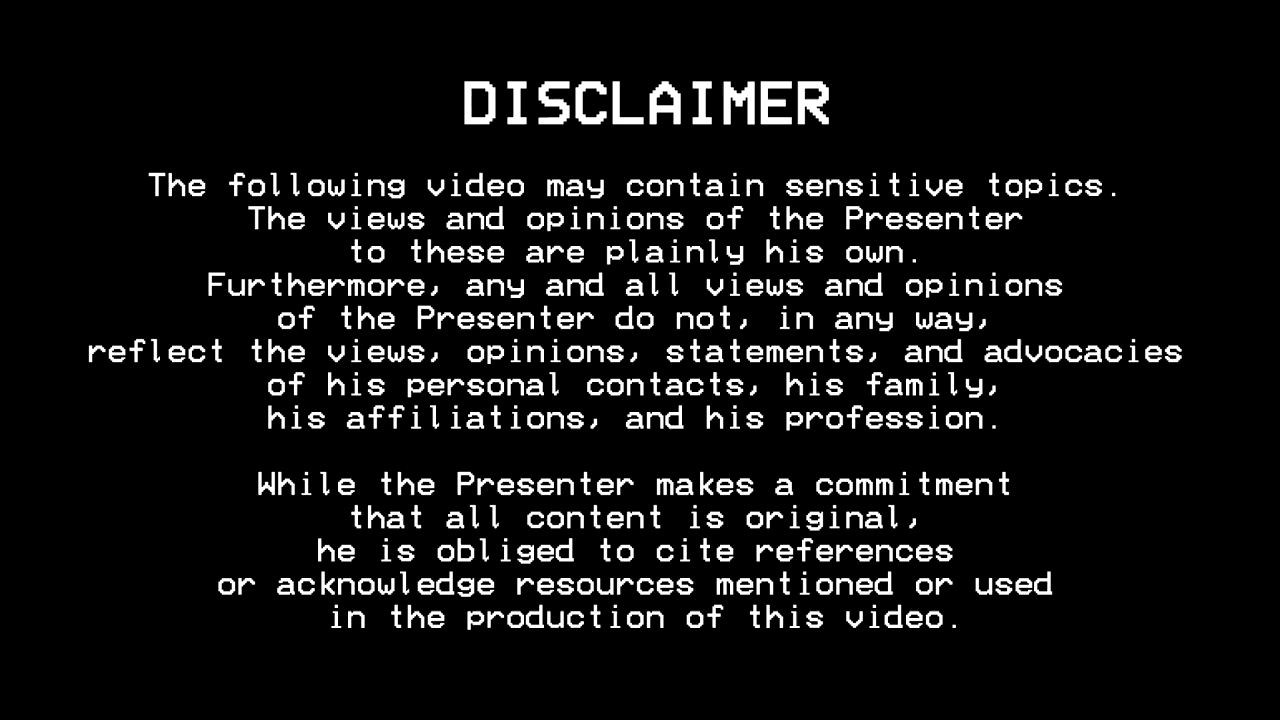 DISCLAIMER
The following video may contain sensitive topics.
The views and opinions of the Presenter
to these are plainly his own.
Furthermore, any and all views and opinions
of the Presenter do not, in any way,
reflect the views, opinions, statements, and advocacies
of his personal contacts, his family,
his affiliations, and his profession.
While the Presenter makes a commitment
that all content is original,
he is obliged to cite references
or acknowledge resources mentioned or used
in the production of this video.